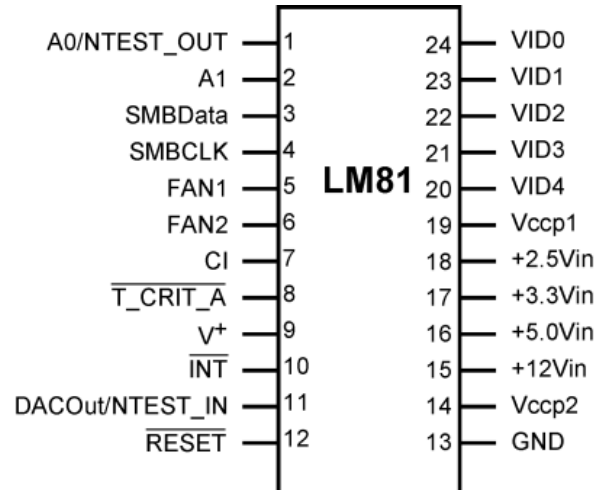 A0/NTEST_OUT 1 24 VID0
A1 2 23 VID1
SMBData 3 22 VID2
SMBCLK 4 21 VID3
FAN1 5 LM81 20 VID4
FAN2 6 19 Vccp1
CI 7 18 +2.5Vin
T_CRIT_A 8 17 +3.3Vin
V+ 9 16 +5.0Vin
INT 10 15 +12Vin
DACOut/NTEST_IN 11 14 Vccp2
RESET 12 13 GND